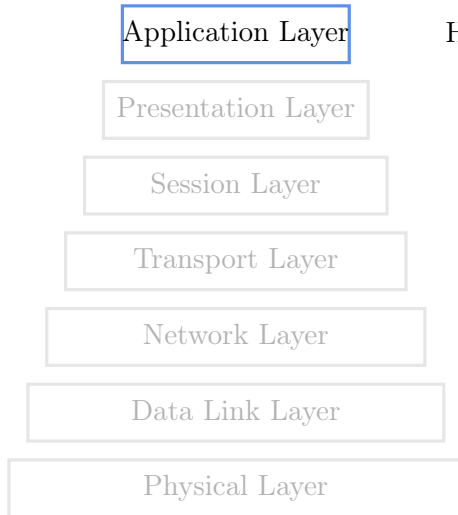 Application Layer
Presentation Layer
Session Layer
Transport Layer
Network Layer
Data Link Layer
Physical Layer